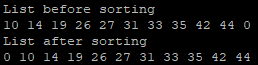 List before sorting
10 14 19 26 27 31 33 35 42 44 0
List after sorting
0 10 14 19 26 27 31 33 35 42 44